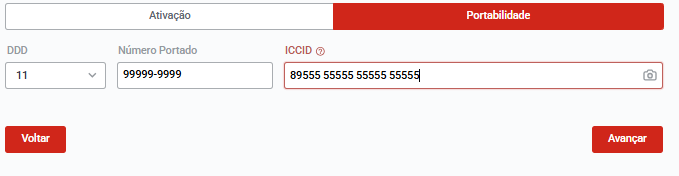 Ativação Portabilidade
DDD Número Portado ICCID
11 99999-9999 89555 55555 55555 55555
Voltar Avançar